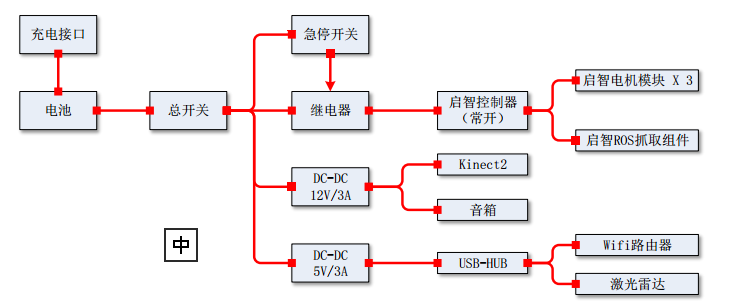 充电接口
急停开关
电池
总开关
继电器
启智控制器
（常开）
启智电机模块 X 3
启智ROS抓取组件
DC-DC
12V/3A
Kinect2
音箱
DC-DC
5V/3A
USB-HUB
Wifi路由器
激光雷达
中